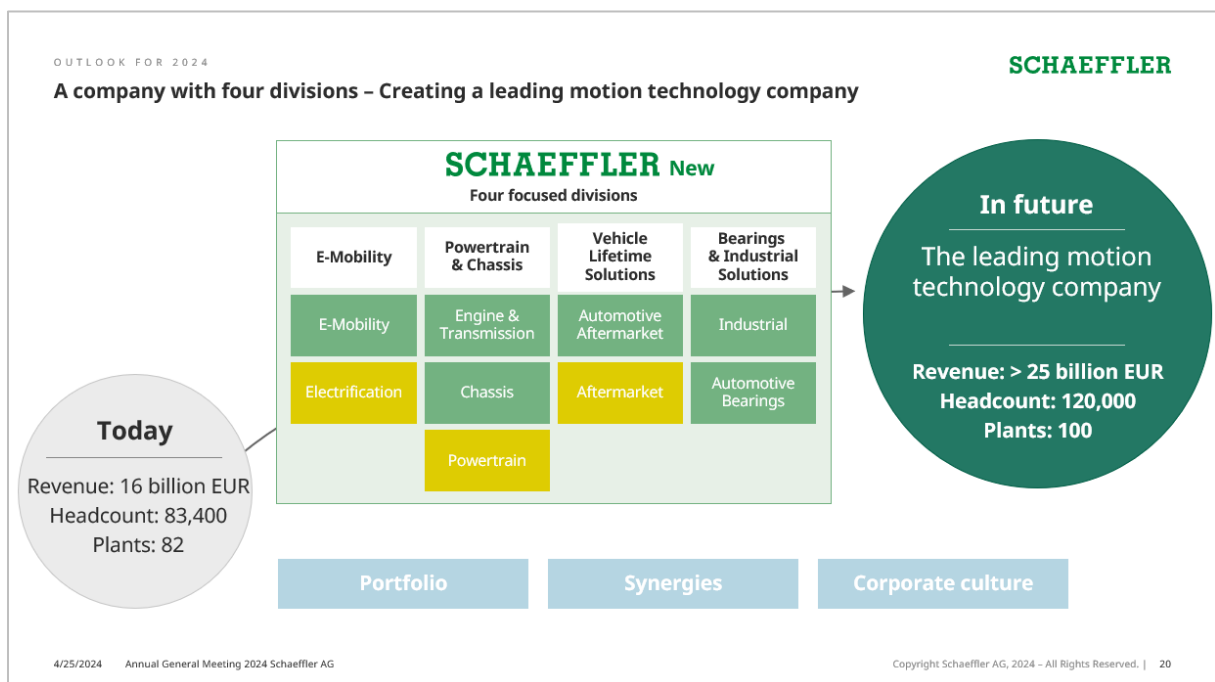 OUTLOOK FOR 2024
SCHAEFFLER
A company with four divisions – Creating a leading motion technology company
SCHAEFFLER New
Four focused divisions
E-Mobility
Powertrain
& Chassis
Vehicle
Lifetime
Solutions
Bearings
& Industrial
Solutions
E-Mobility
Engine &
Transmission
Automotive
Aftermarket
Industrial
Electrification
Chassis
Aftermarket
Automotive
Bearings
Powertrain
Today
Revenue: 16 billion EUR
Headcount: 83,400
Plants: 82
In future
The leading motion
technology company
Revenue: > 25 billion EUR
Headcount: 120,000
Plants: 100
Portfolio
Synergies
Corporate culture
4/25/2024 Annual General Meeting 2024 Schaeffler AG
Copyright Schaeffler AG, 2024 – All Rights Reserved. | 20